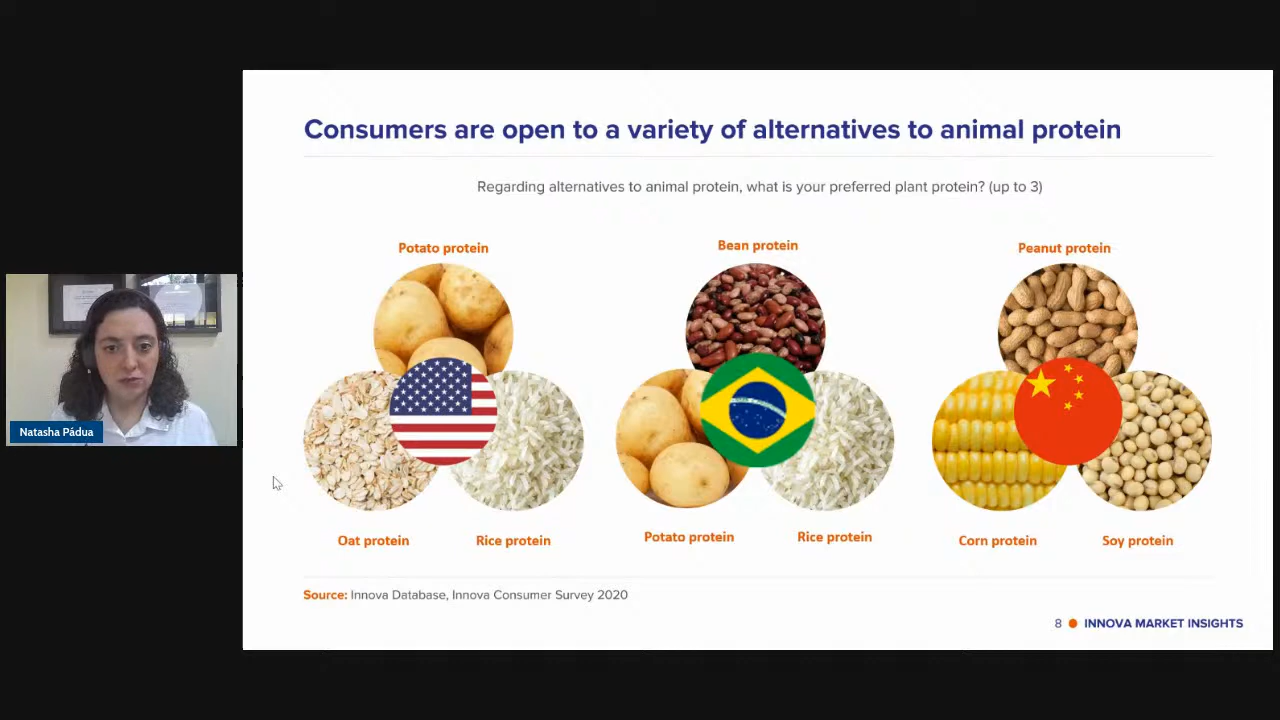 Consumers are open to a variety of alternatives to animal protein
Regarding alternatives to animal protein, what is your preferred plant protein? (up to 3)
Potato protein
Bean protein
Peanut protein
Natasha Pádua
Oat protein
Rice protein
Potato protein
Rice protein
Corn protein
Soy protein
Source: Innova Database, Innova Consumer Survey 2020
8 INNOVA MARKET INSIGHTS